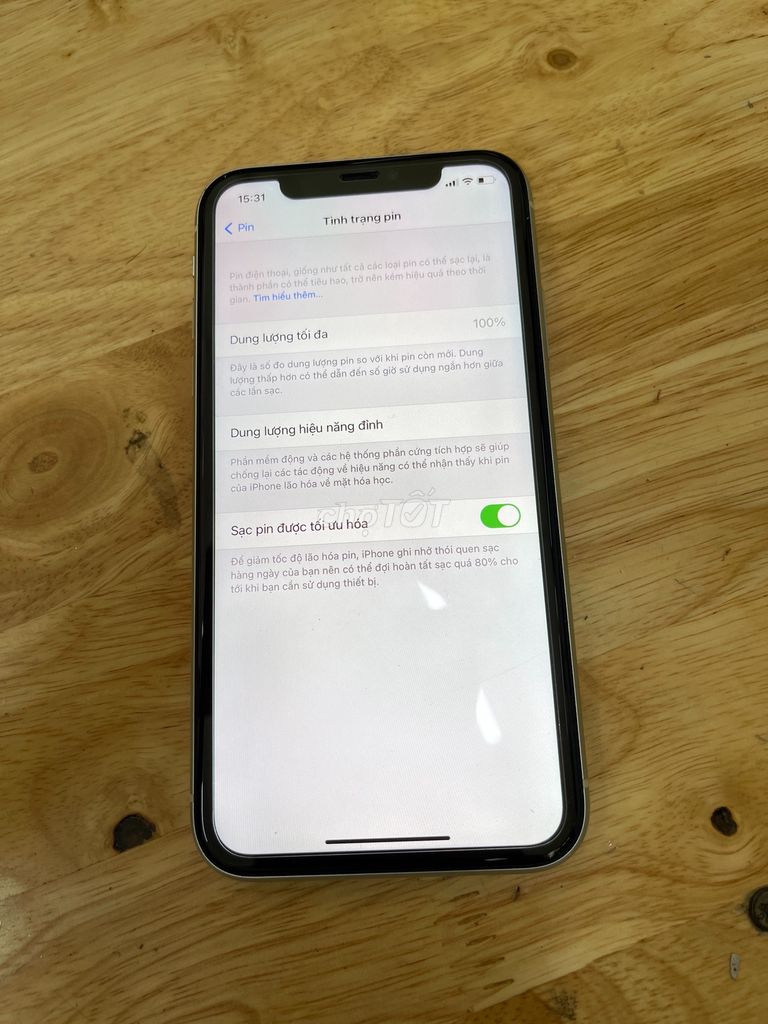 15:31
Pin
Tình trạng pin
Pin điện thoại, giống như tất cả các loại pin có thể sạc lại, là
thành phần có thể tiêu hao, trở nên kém hiệu quả theo thời
gian. Tìm hiểu thêm...
Dung lượng tối đa 100%
Đây là số đo dung lượng pin so với khi pin còn mới. Dung
lượng thấp hơn có thể dẫn đến số giờ sử dụng ngắn hơn giữa
các lần sạc.
Dung lượng hiệu năng đỉnh
Phần mềm động và các hệ thống phần cứng tích hợp sẽ giúp
chống lại các tác động về hiệu năng có thể nhận thấy khi pin
của iPhone lão hóa về mặt hóa học.
chợTỐT
Sạc pin được tối ưu hóa
Để giảm tốc độ lão hóa pin, iPhone ghi nhớ thói quen sạc
hàng ngày của bạn nên có thể đợi hoàn tất sạc quá 80% cho
tới khi bạn cần sử dụng thiết bị.